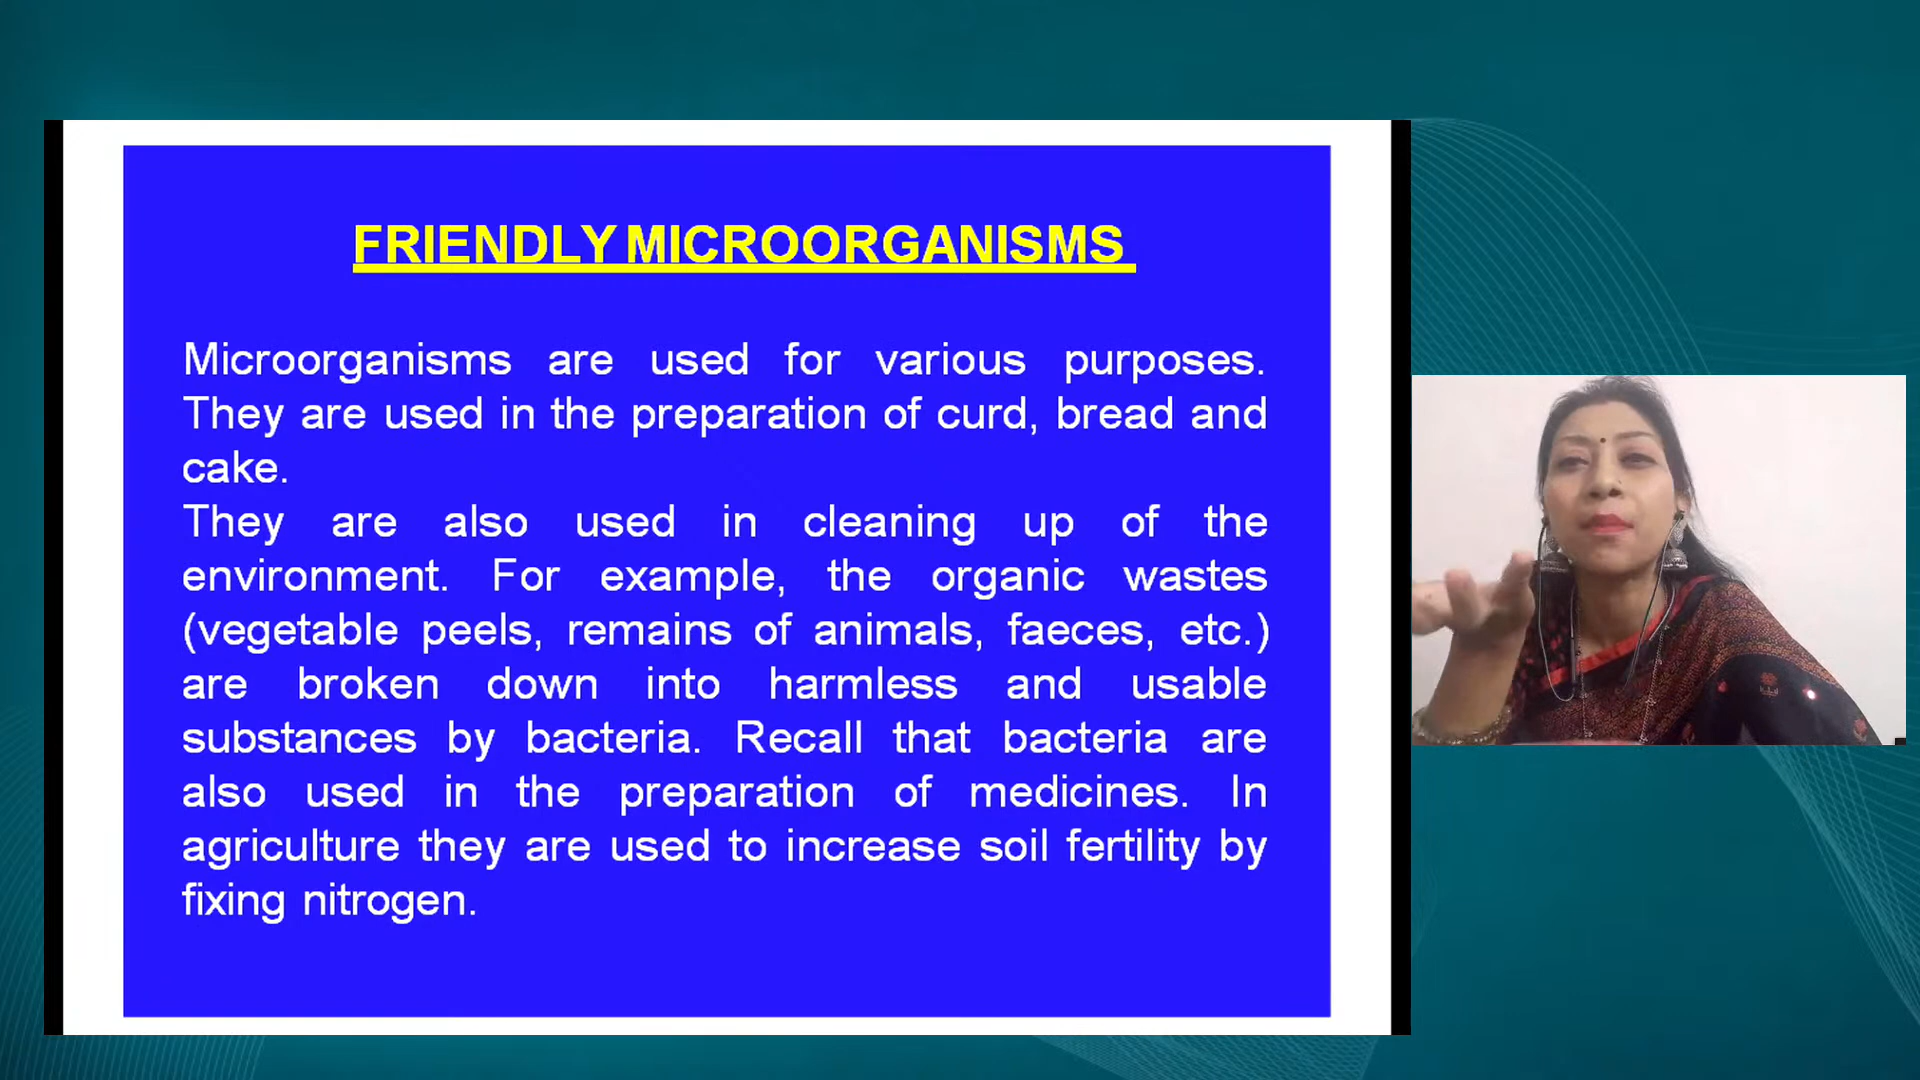 FRIENDLY MICROORGANISMS
Microorganisms are used for various purposes.
They are used in the preparation of curd, bread and
cake.
They are also used in cleaning up of the
environment. For example, the organic wastes
(vegetable peels, remains of animals, faeces, etc.)
are broken down into harmless and usable
substances by bacteria. Recall that bacteria are
also used in the preparation of medicines. In
agriculture they are used to increase soil fertility by
fixing nitrogen.